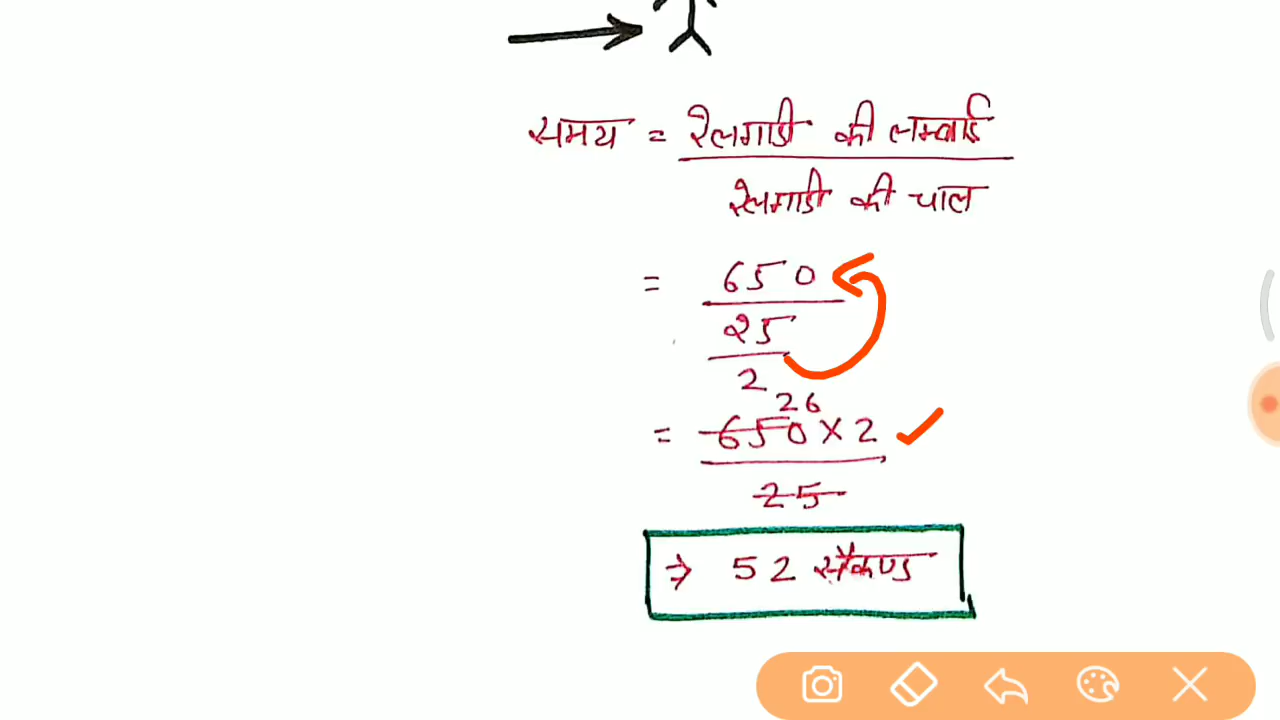 समय = रेलगाडी की लम्बाई
रेलगाडी की चाल
= 650
25
2
26
= 650 × 2
25
⇒ 52 सेकण्ड